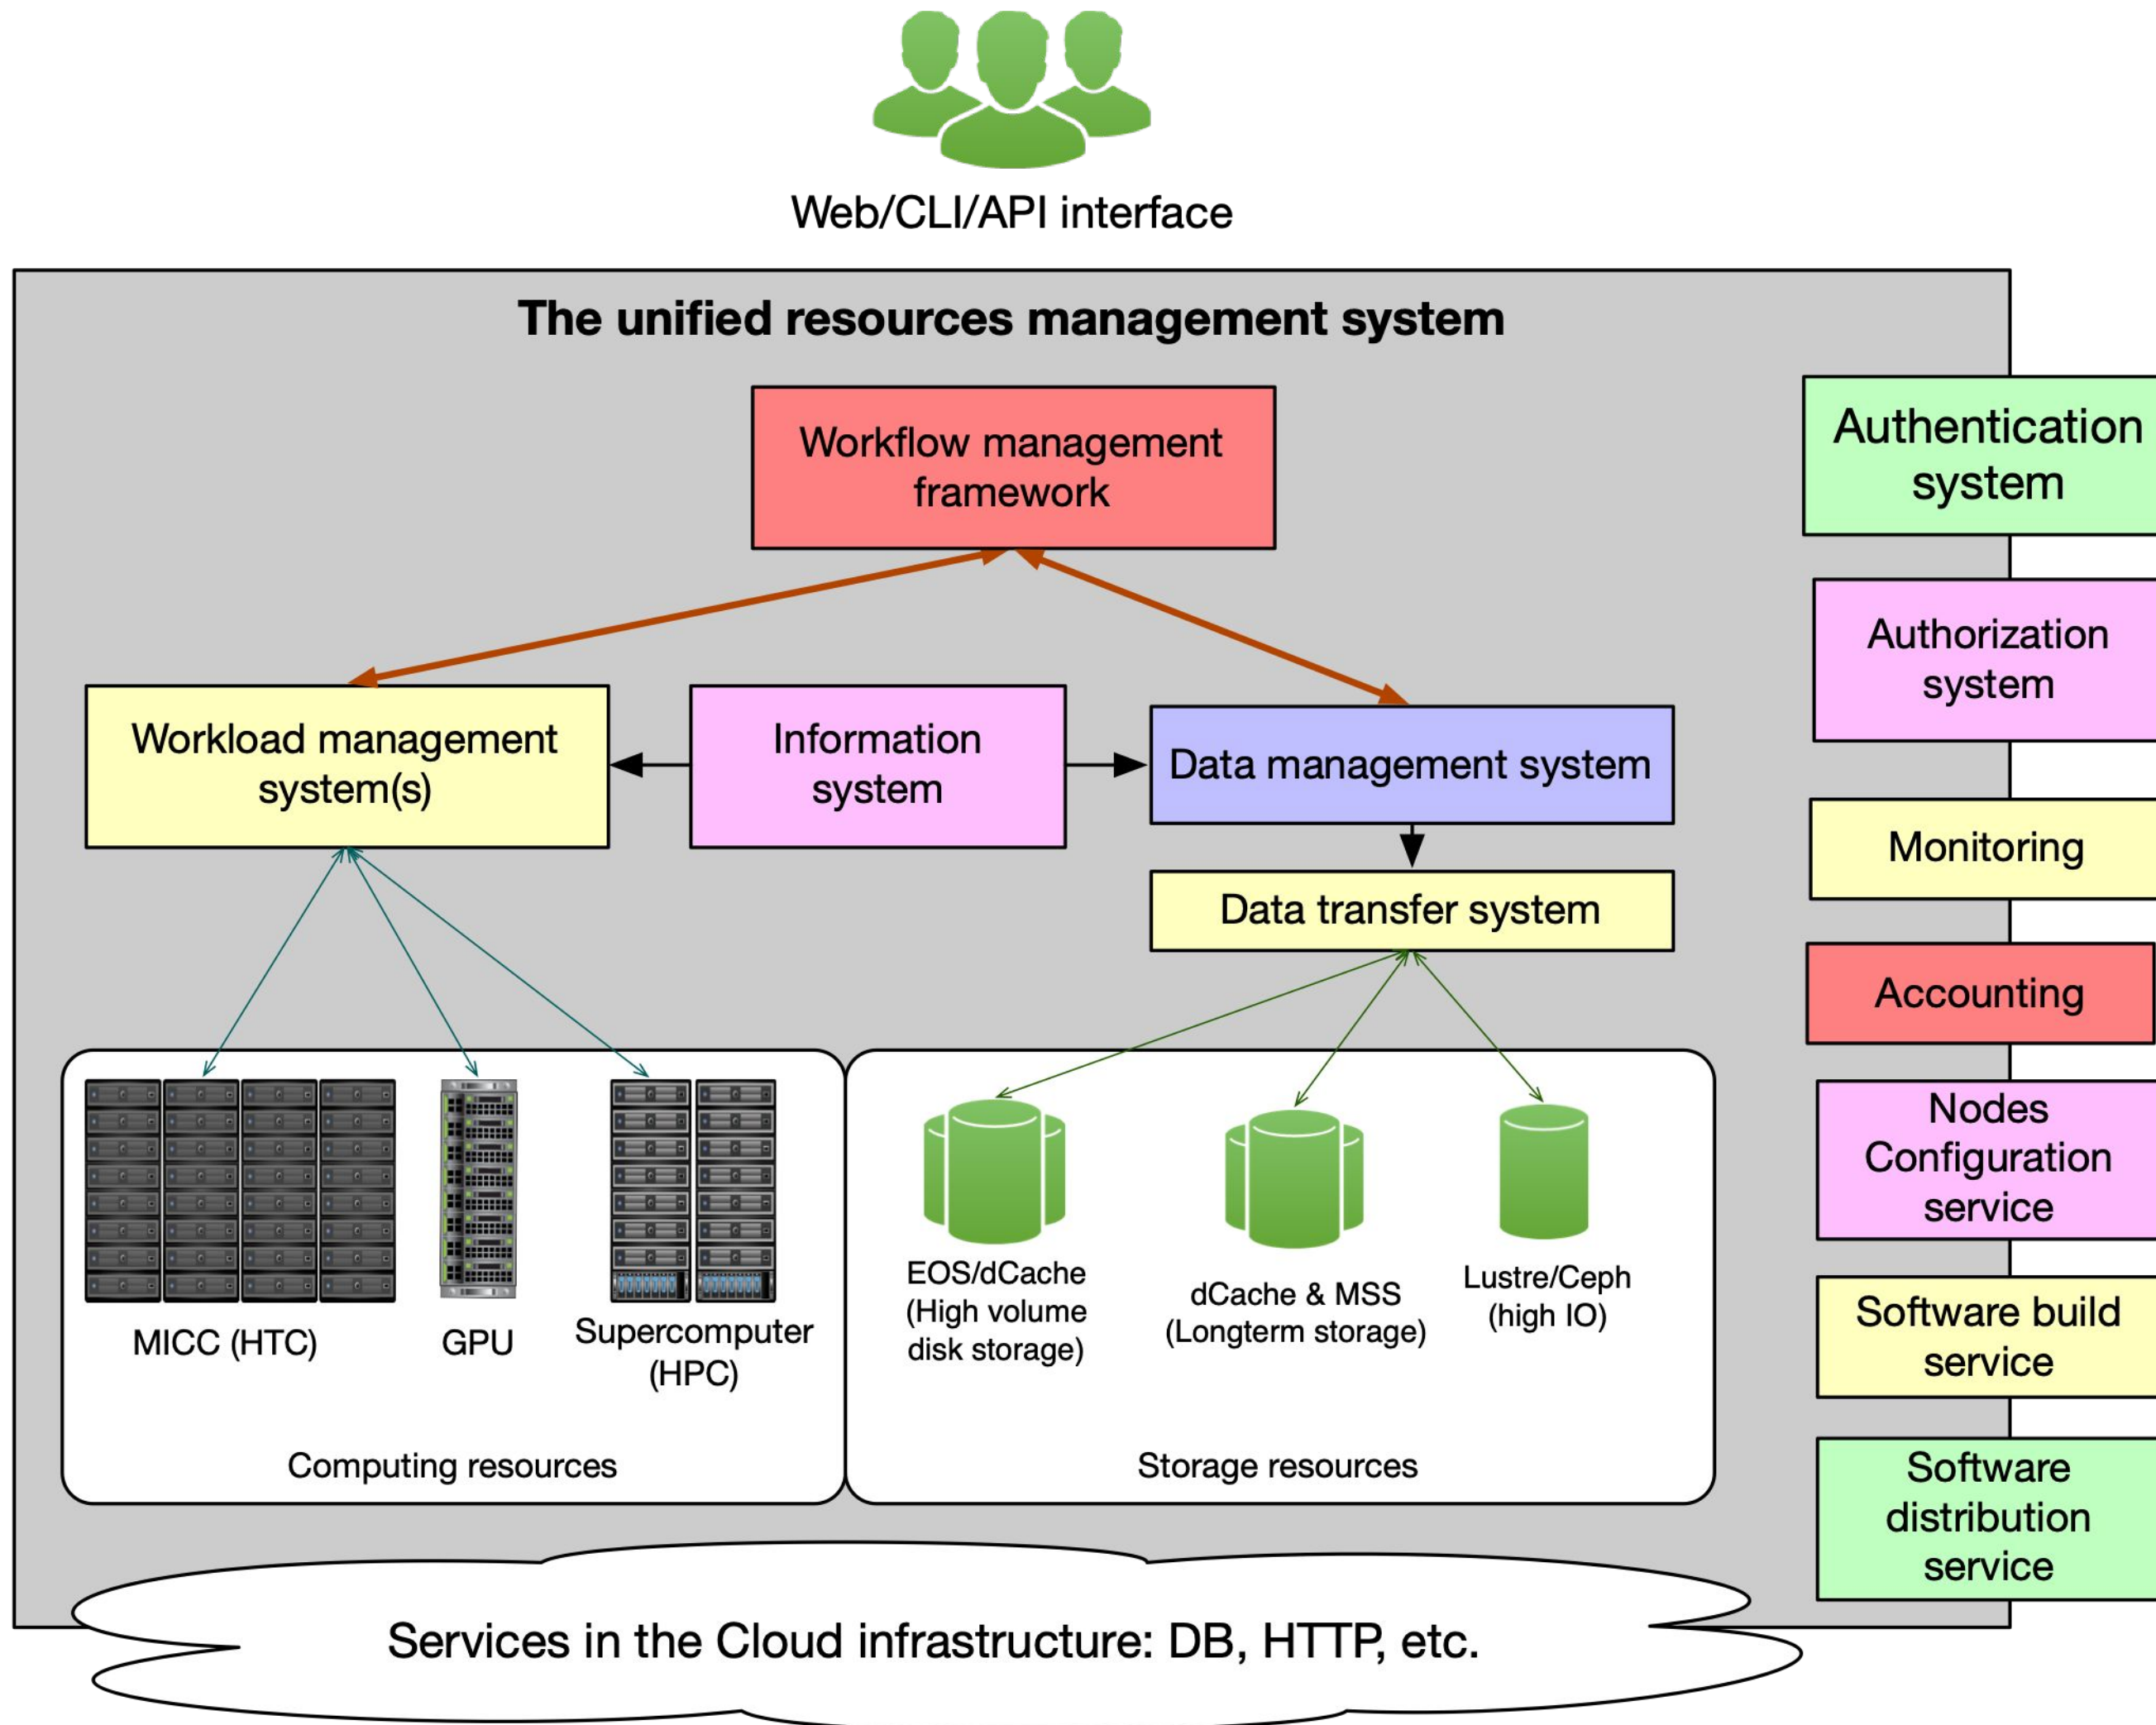 Web/CLI/API interface
The unified resources management system
Workflow management
framework
Workload management
system(s)
Information
system
Data management system
Data transfer system
MICC (HTC)
GPU
Supercomputer
(HPC)
Computing resources
EOS/dCache
(High volume
disk storage)
dCache & MSS
(Longterm storage)
Lustre/Ceph
(high IO)
Storage resources
Authentication
system
Authorization
system
Monitoring
Accounting
Nodes
Configuration
service
Software build
service
Software
distribution
service
Services in the Cloud infrastructure: DB, HTTP, etc.